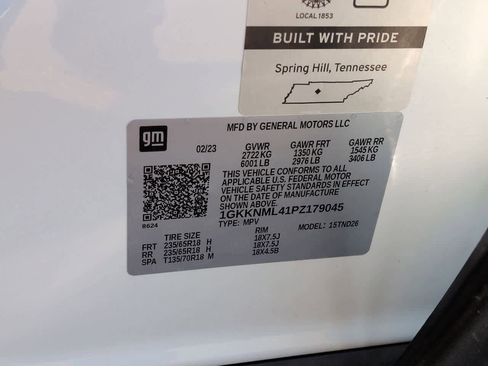 LOCAL 1853
BUILT WITH PRIDE
Spring Hill, Tennessee
gm
MFD BY GENERAL MOTORS LLC
02/23 GVWR GAWR FRT GAWR RR
2722 KG 1350 KG 1545 KG
6001 LB 2976 LB 3406 LB
THIS VEHICLE CONFORMS TO ALL
APPLICABLE U.S. FEDERAL MOTOR
VEHICLE SAFETY STANDARDS IN
EFFECT ON THE DATE OF MANUFACTURE
SHOWN ABOVE.
1GKKNML41PZ179045
TYPE: MPV MODEL: 15TND26
R624
TIRE SIZE RIM
FRT 235/65R18 H 18X7.5J
RR 235/65R18 H 18X7.5J
SPA T135/70R18 M 18X4.5B